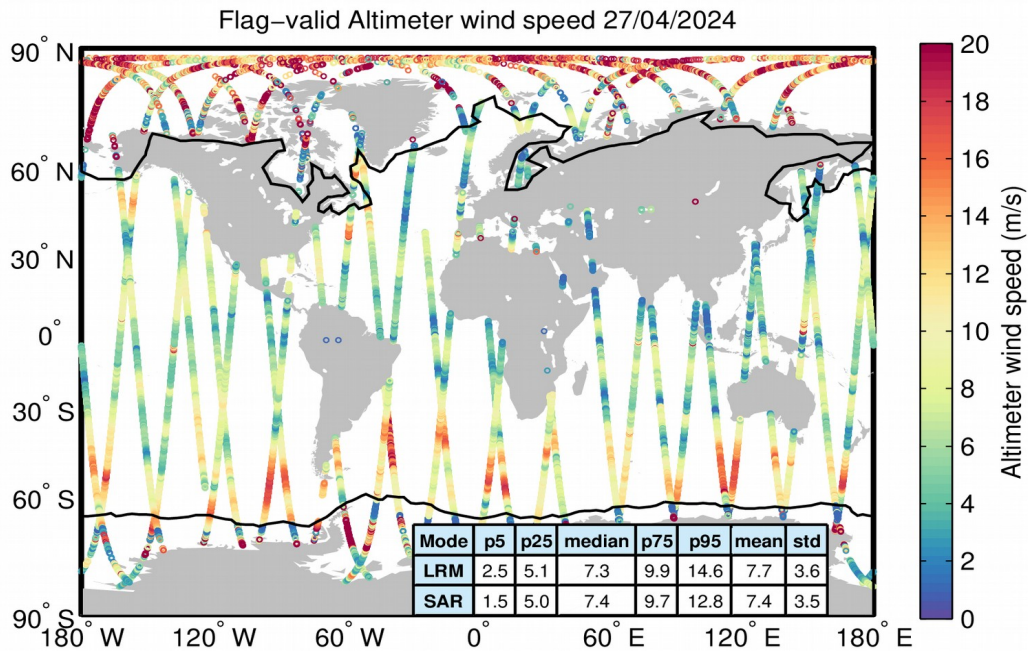 Flag−valid Altimeter wind speed 27/04/2024
90° N
60° N
30° N
0°
30° S
60° S
90° S
180° W
120° W
60° W
0°
60° E
120° E
180° E
Mode p5 p25 median p75 p95 mean std
LRM 2.5 5.1 7.3 9.9 14.6 7.7 3.6
SAR 1.5 5.0 7.4 9.7 12.8 7.4 3.5
20
18
16
14
12
10
8
6
4
2
0
Altimeter wind speed (m/s)